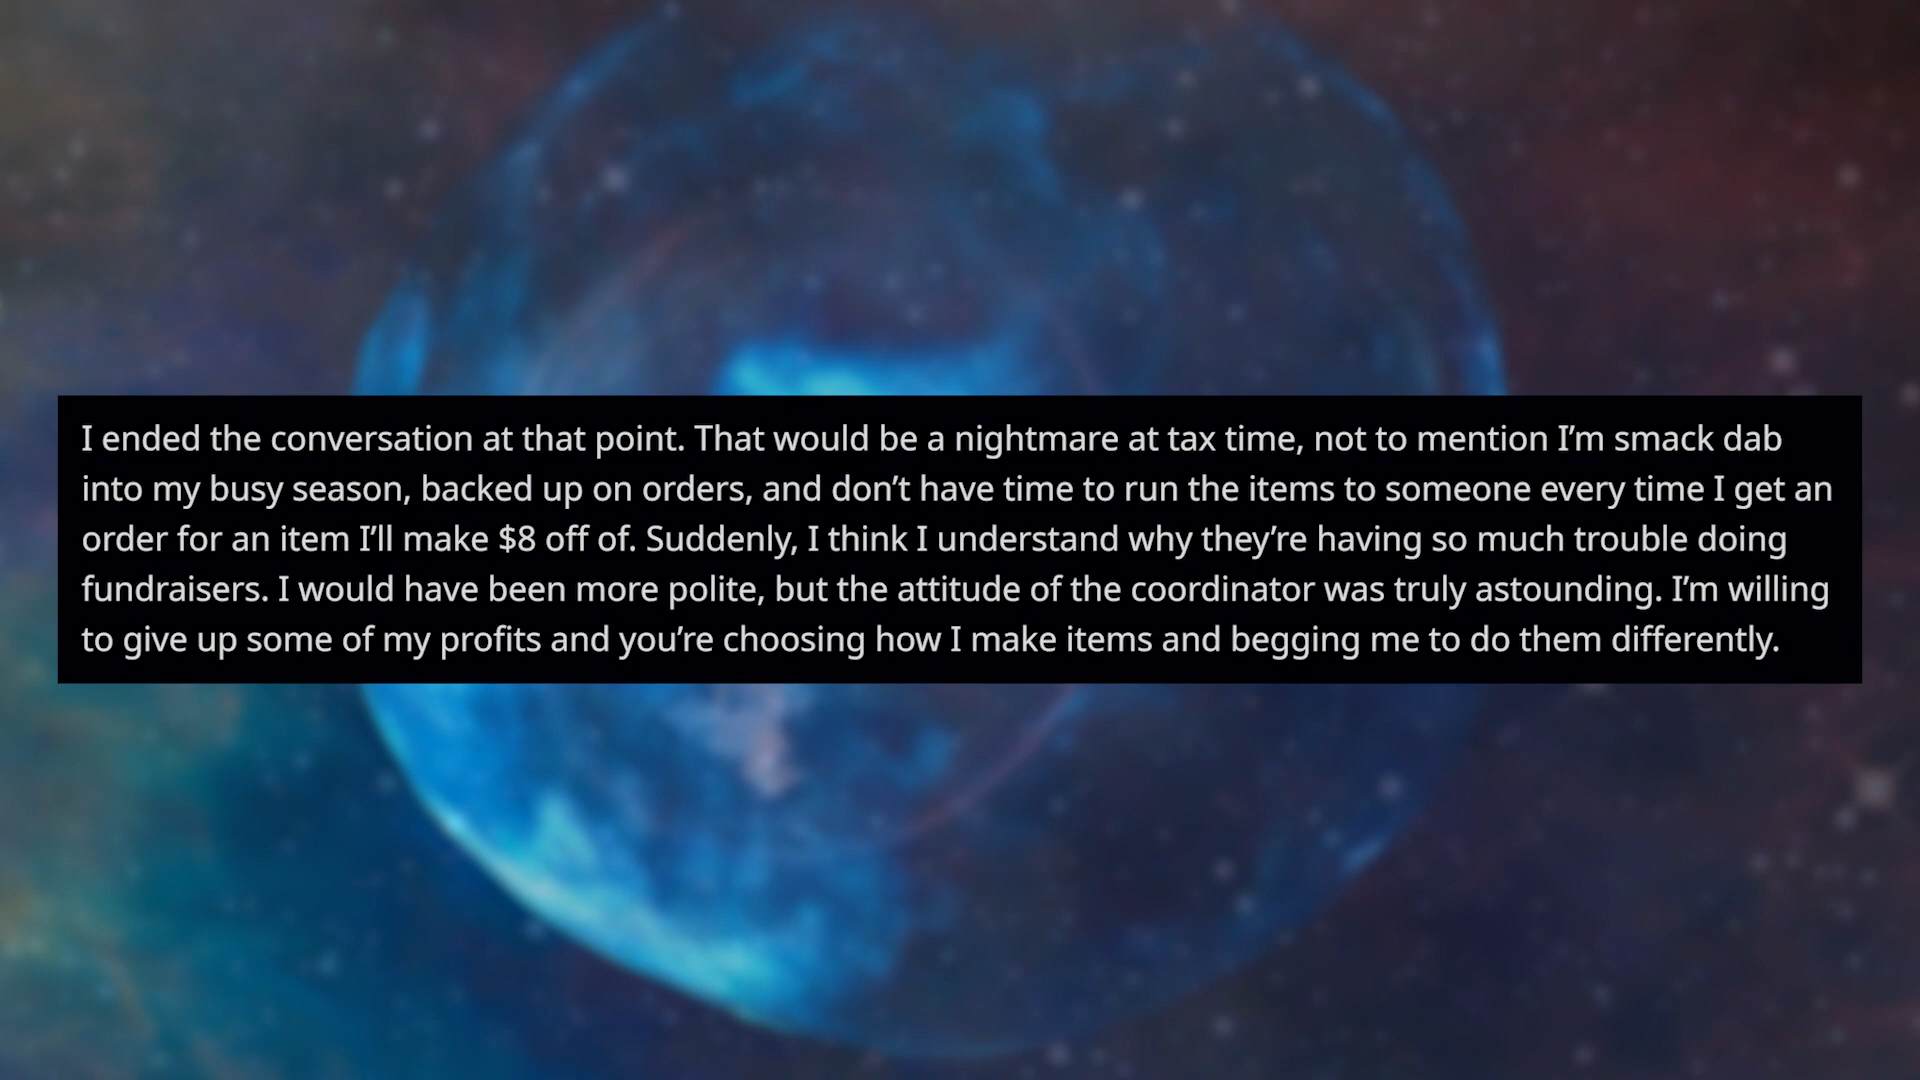 I ended the conversation at that point. That would be a nightmare at tax time, not to mention I’m smack dab
into my busy season, backed up on orders, and don’t have time to run the items to someone every time I get an
order for an item I’ll make $8 off of. Suddenly, I think I understand why they’re having so much trouble doing
fundraisers. I would have been more polite, but the attitude of the coordinator was truly astounding. I’m willing
to give up some of my profits and you’re choosing how I make items and begging me to do them differently.